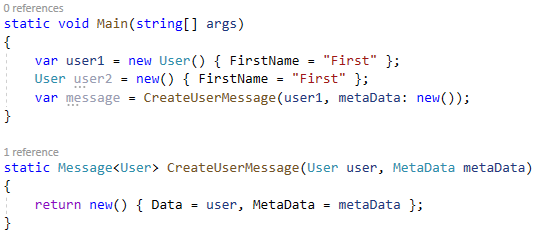 0 references
static void Main(string[] args)
{
var user1 = new User() { FirstName = "First" };
User user2 = new() { FirstName = "First" };
var message = CreateUserMessage(user1, metaData: new());
}
1 reference
static Message<User> CreateUserMessage(User user, MetaData metaData)
{
return new() { Data = user, MetaData = metaData };
}